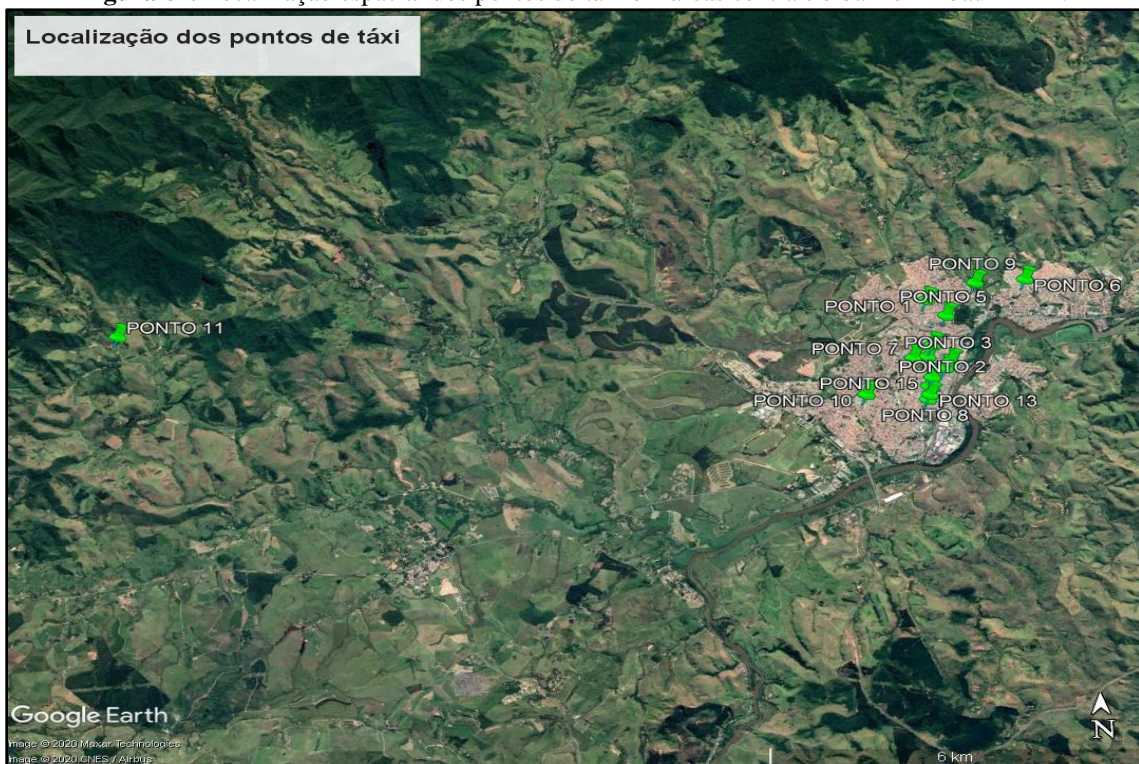 Localização dos pontos de táxi
PONTO 9
PONTO 6
PONTO 5
PONTO 1
PONTO 11
PONTO 3
PONTO 7
PONTO 2
PONTO 15
PONTO 10
PONTO 13
PONTO 8
Google Earth
N
Image © 2020 Maxar Technologies
Image © 2020 CNES / Airbus
6 km